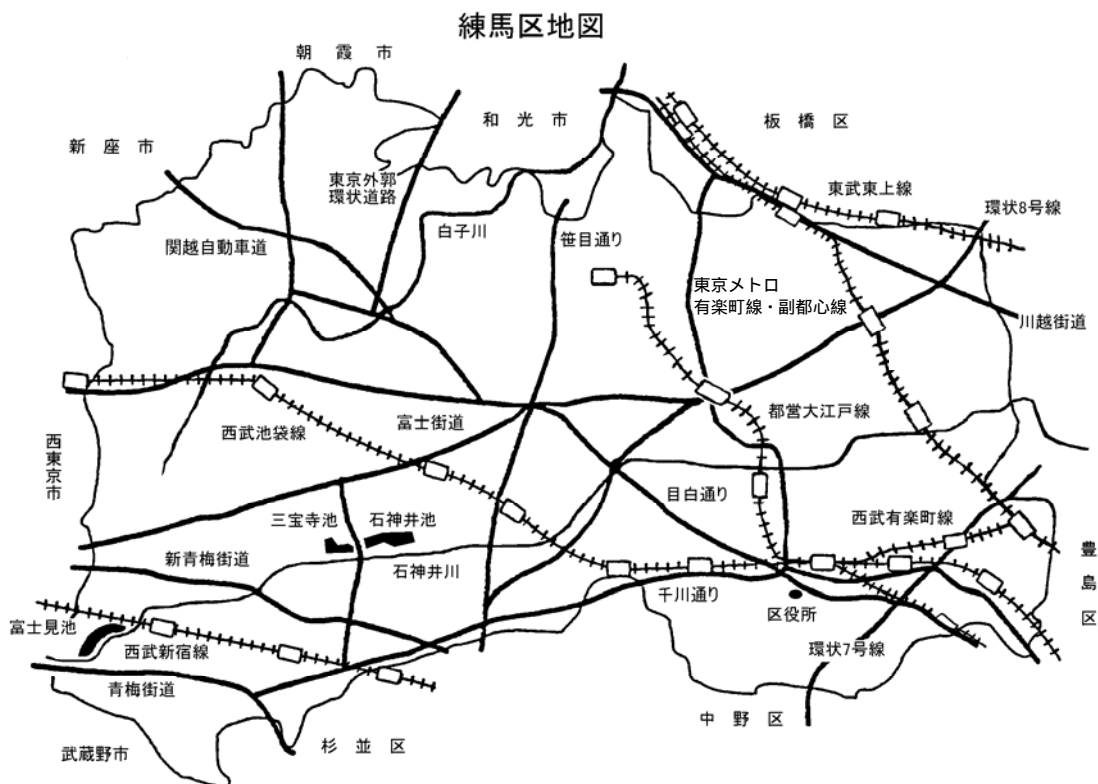 練馬区地図
朝霞市
和光市
板橋区
新座市
東京外郭
環状道路
東武東上線
環状8号線
白子川
笹目通り
関越自動車道
東京メトロ
有楽町線・副都心線
川越街道
西武池袋線
富士街道
都営大江戸線
西東京市
目白通り
三宝寺池
石神井池
西武有楽町線
新青梅街道
石神井川
豊島区
千川通り
区役所
富士見池
西武新宿線
環状7号線
青梅街道
中野区
杉並区
武蔵野市